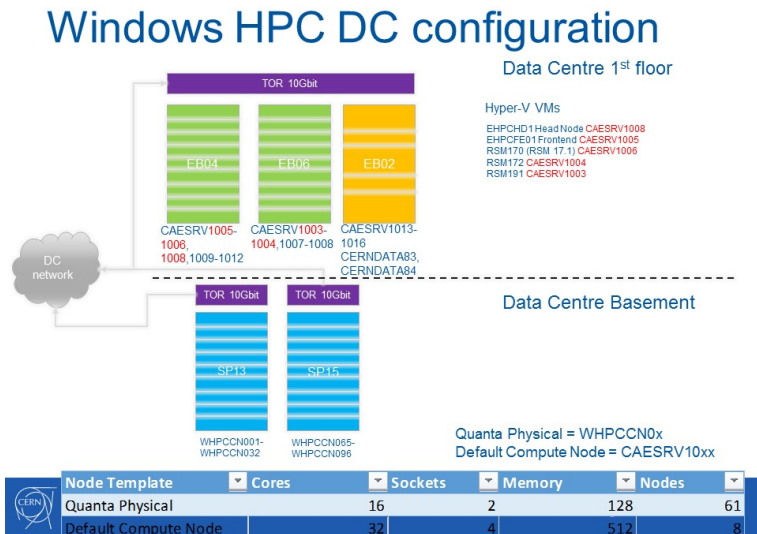 Windows HPC DC configuration
Data Centre 1st floor
TOR 10Gbit
Hyper-V VMs
EHPCHD1 Head Node CAESRV1008
EHPCFE01 Frontend CAESRV1005
RSM170 (RSM 17.1) CAESRV1006
RSM172 CAESRV1004
RSM191 CAESRV1003
EB04
EB06
EB02
CAESRV1005-
1006,
1008,1009-1012
CAESRV1003-
1004,1007-1008
CAESRV1013-
1016
CERNDATA83,
CERNDATA84
DC
network
TOR 10Gbit
TOR 10Gbit
Data Centre Basement
SP13
SP15
WHPCCN001-
WHPCCN032
WHPCCN065-
WHPCCN096
Quanta Physical = WHPCCN0x
Default Compute Node = CAESRV10xx
CERN
Node Template Cores Sockets Memory Nodes
Quanta Physical 16 2 128 61
Default Compute Node 32 4 512 8